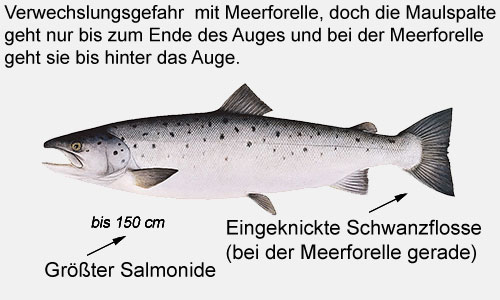 Verwechslungsgefahr  mit Meerforelle, doch die Maulspalte
geht nur bis zum Ende des Auges und bei der Meerforelle
geht sie bis hinter das Auge.
bis 150 cm
Größter Salmonide
Eingeknickte Schwanzflosse
(bei der Meerforelle gerade)